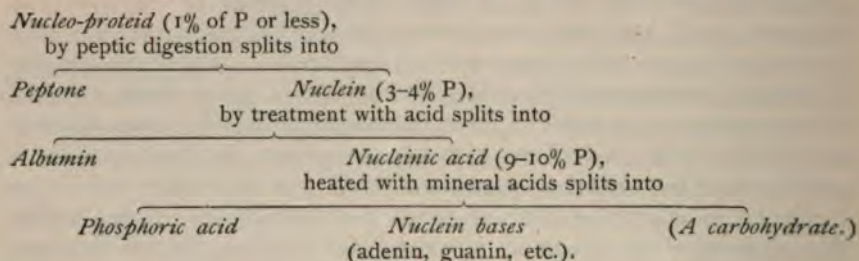 Nucleo-proteid (1% of P or less),
by peptic digestion splits into
Peptone Nuclein (3–4% P),
by treatment with acid splits into
Albumin Nucleinic acid (9–10% P),
heated with mineral acids splits into
Phosphoric acid Nuclein bases (A carbohydrate.)
(adenin, guanin, etc.).